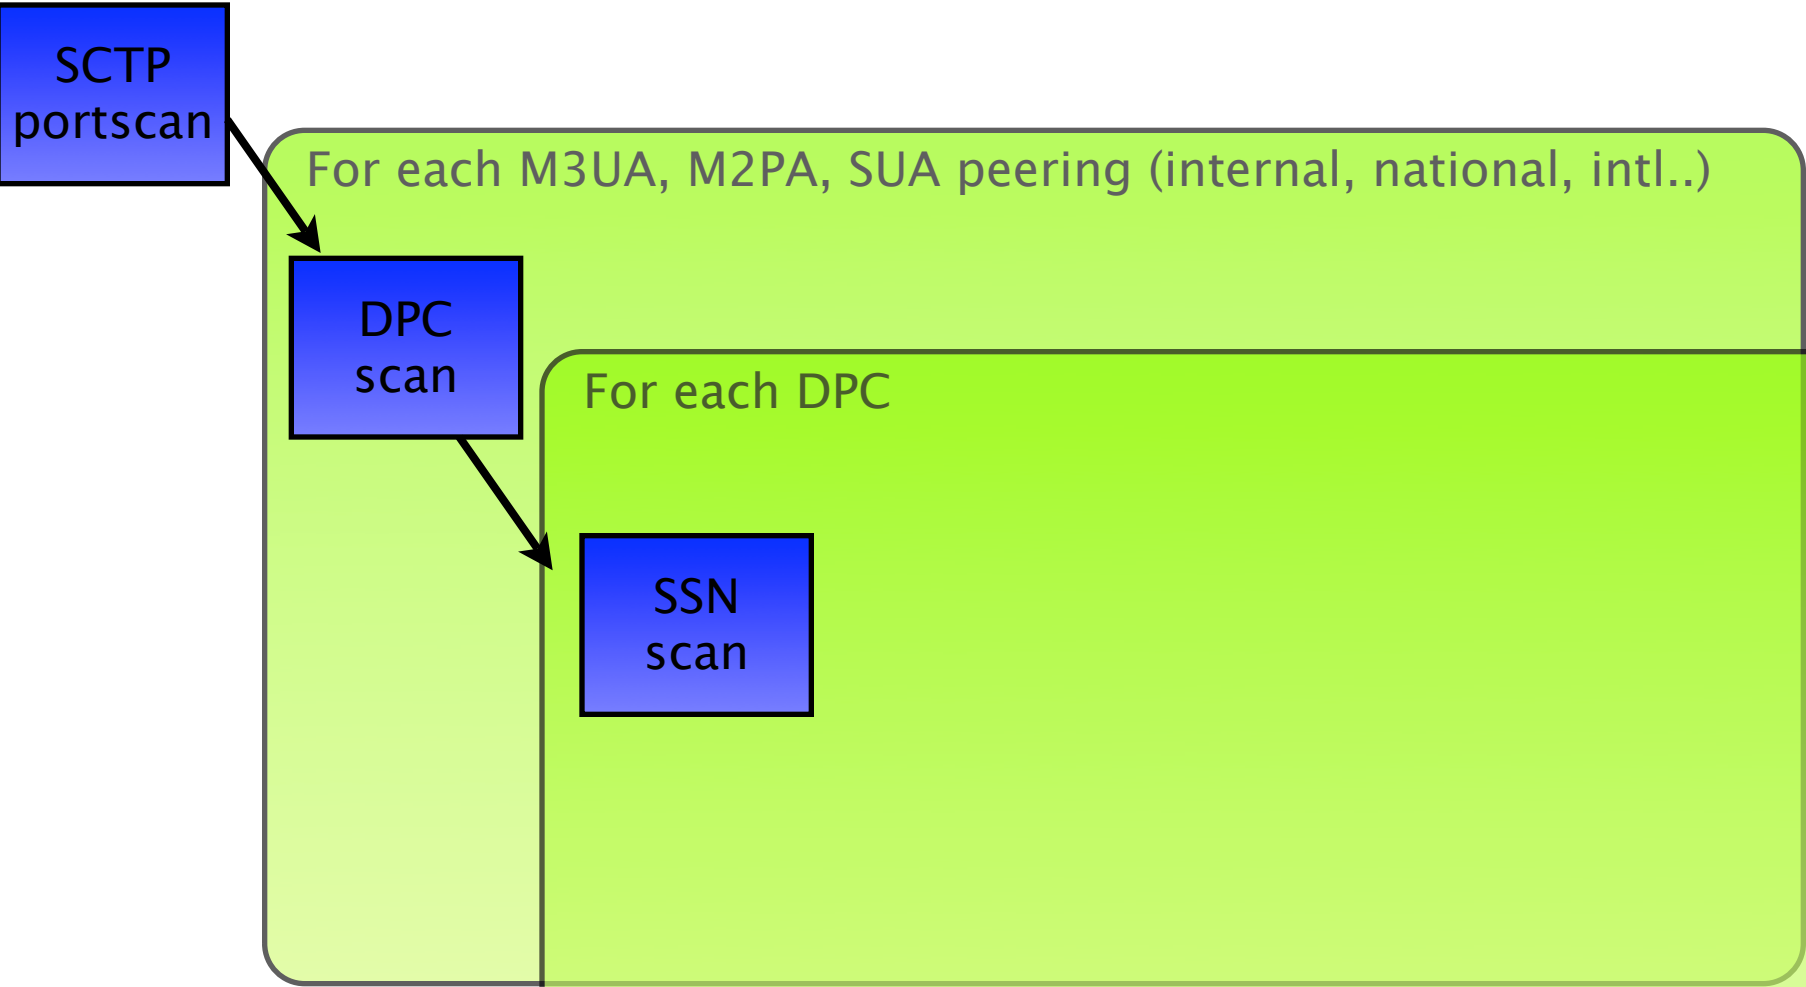 SCTP
portscan
For each M3UA, M2PA, SUA peering (internal, national, intl..)
DPC
scan
For each DPC
SSN
scan